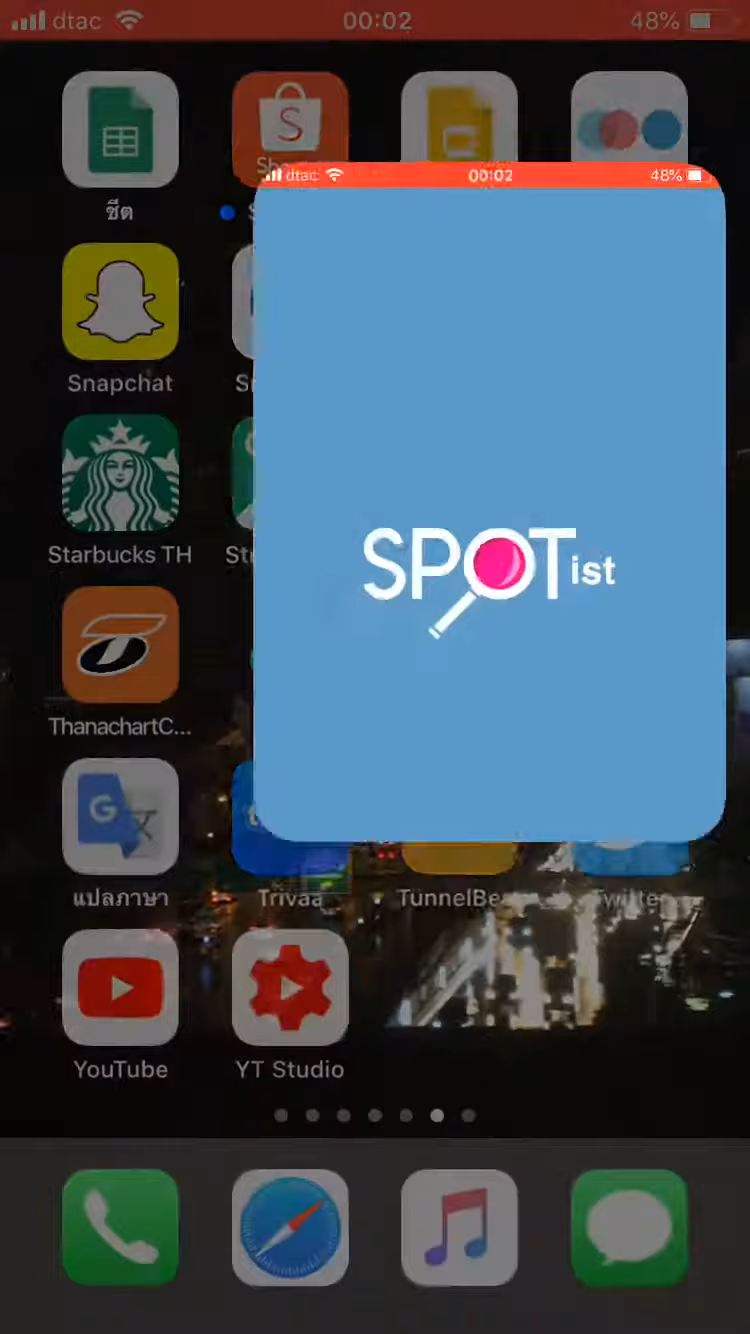 dtac 00:02 48%
dtac 00:02 48%
ชีต
Snapchat
SPOTist
Starbucks TH
ThanachartC...
แปลภาษา
Trivaa
YouTube
YT Studio